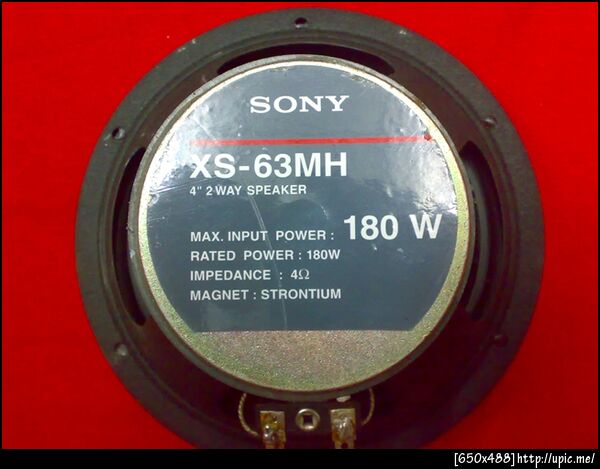 SONY
XS-63MH
4" 2 WAY SPEAKER
MAX. INPUT POWER : 180 W
RATED POWER : 180W
IMPEDANCE : 4Ω
MAGNET : STRONTIUM
[650x488]http://upic.me/